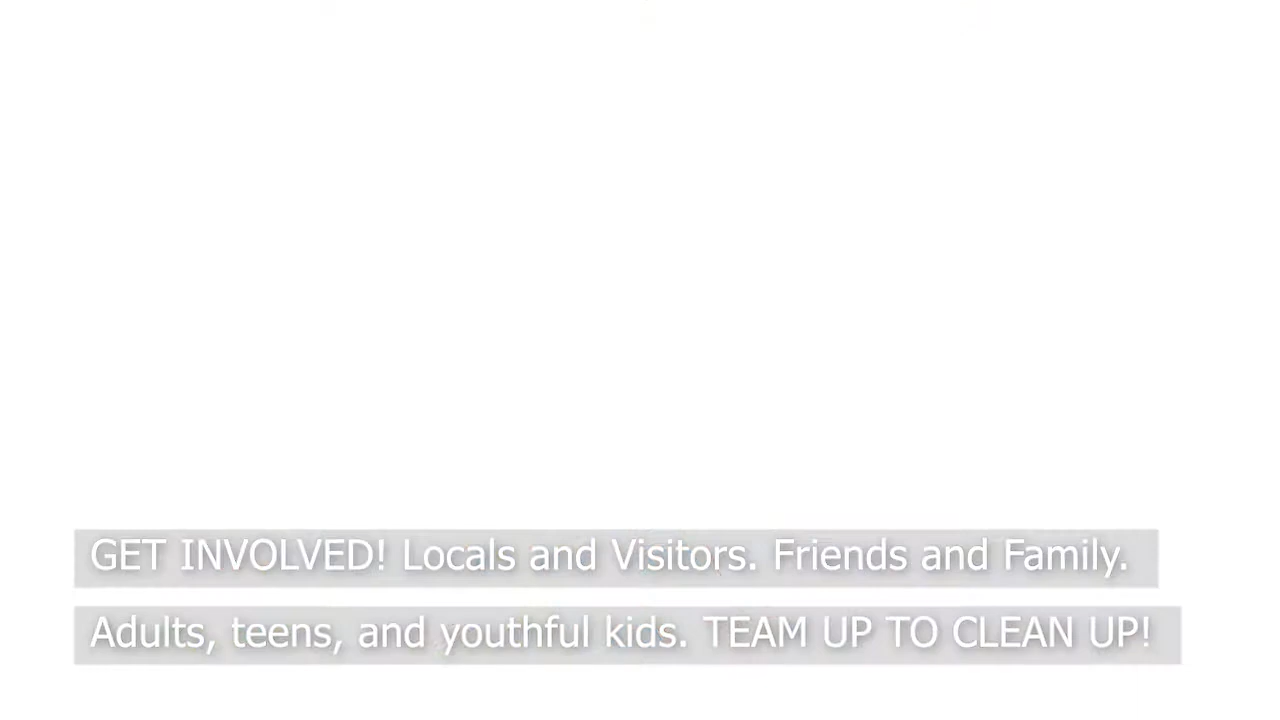 GET INVOLVED! Locals and Visitors. Friends and Family.
Adults, teens, and youthful kids. TEAM UP TO CLEAN UP!